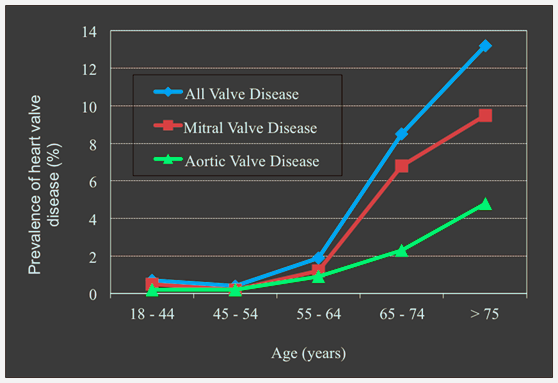 Prevalence of heart valve
disease (%)
14
12
10
8
6
4
2
0
All Valve Disease
Mitral Valve Disease
Aortic Valve Disease
18 - 44
45 - 54
55 - 64
65 - 74
> 75
Age (years)